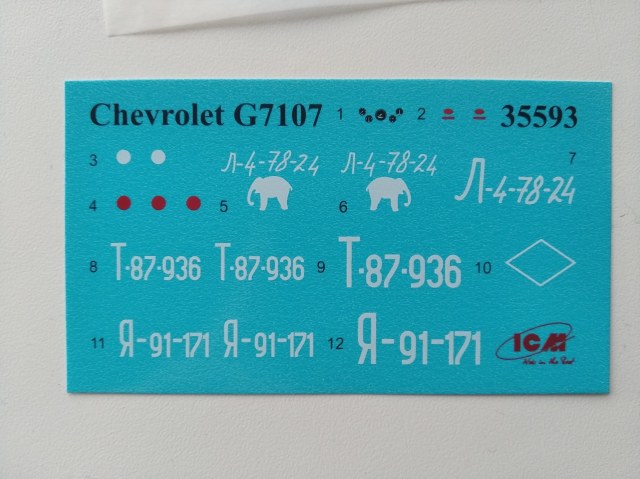 Chevrolet G7107 1 2 35593
3 Л-4-78-24 Л-4-78-24 7
4 5 6 Л-4-78-24
8 Т-87-936 Т-87-936 9 Т-87-936 10
11 Я-91-171 Я-91-171 12 Я-91-171 ICM